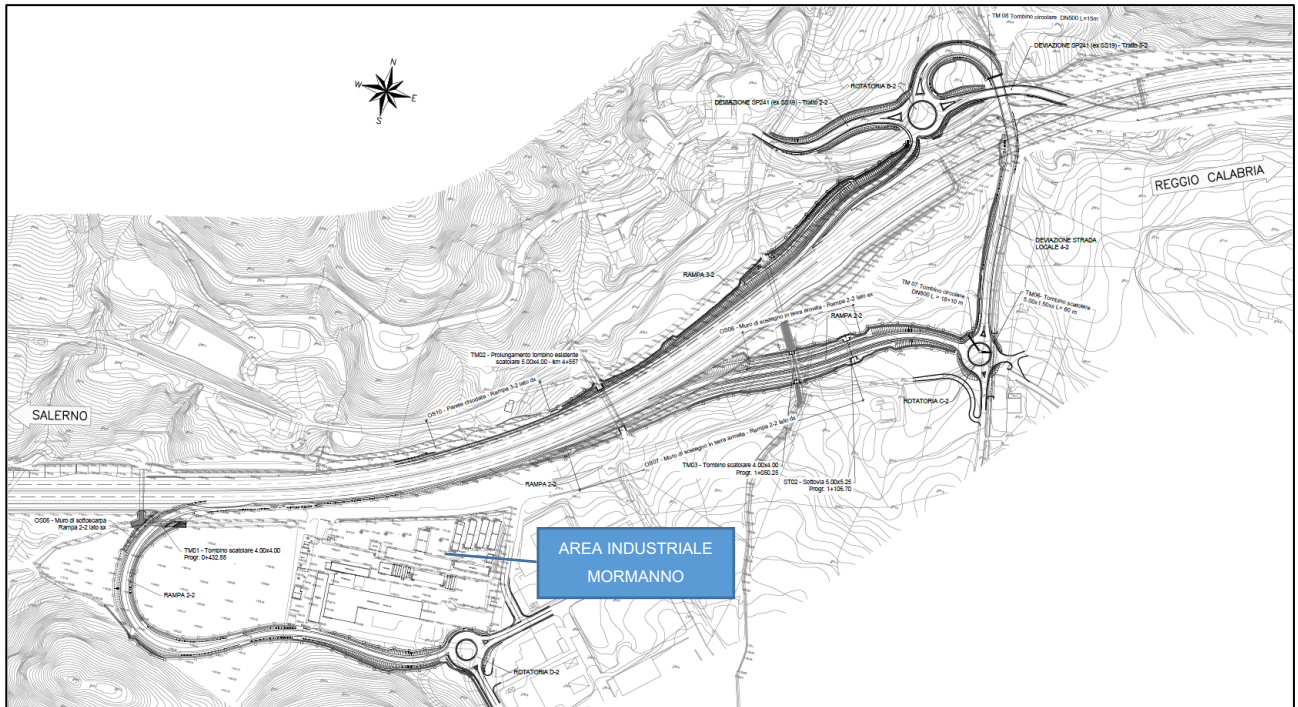 TM 08 Tombino circolare DN500 L=15m
DEVIAZIONE SP241 (ex SS19) - Tratto 3-2
N
W
E
S
ROTATORIA B-2
DEVIAZIONE SP241 (ex SS19) - Tratto 2-2
REGGIO CALABRIA
DEVIAZIONE STRADA
LOCALE 4-2
RAMPA 3-2
TM 07 Tombino circolare
DN800 L = 18+10 m
TM06- Tombino scatolare
5.00x1.50xx L= 60 m
OS08 - Muro di sostegno in terra armata - Rampa 2-2 lato sx
RAMPA 2-2
TM02 - Prolungamento tombino esistente
scatolare 5.00x4.00 - km 4+557
OS10 - Parete chiodata - Rampa 3-2 lato dx
ROTATORIA C-2
SALERNO
OS07 - Muro di sostegno in terra armata - Rampa 2-2 lato dx
TM03 - Tombino scatolare 4.00x4.00
Progr. 1+050.25
RAMPA 2-2
ST02 - Sottovia 5.00x5.25
Progr. 1+106.70
OS06 - Muro di sottoscarpa
Rampa 2-2 lato sx
TM01 - Tombino scatolare 4.00x4.00
Progr. 0+432.88
AREA INDUSTRIALE
MORMANNO
RAMPA 2-2
ROTATORIA D-2